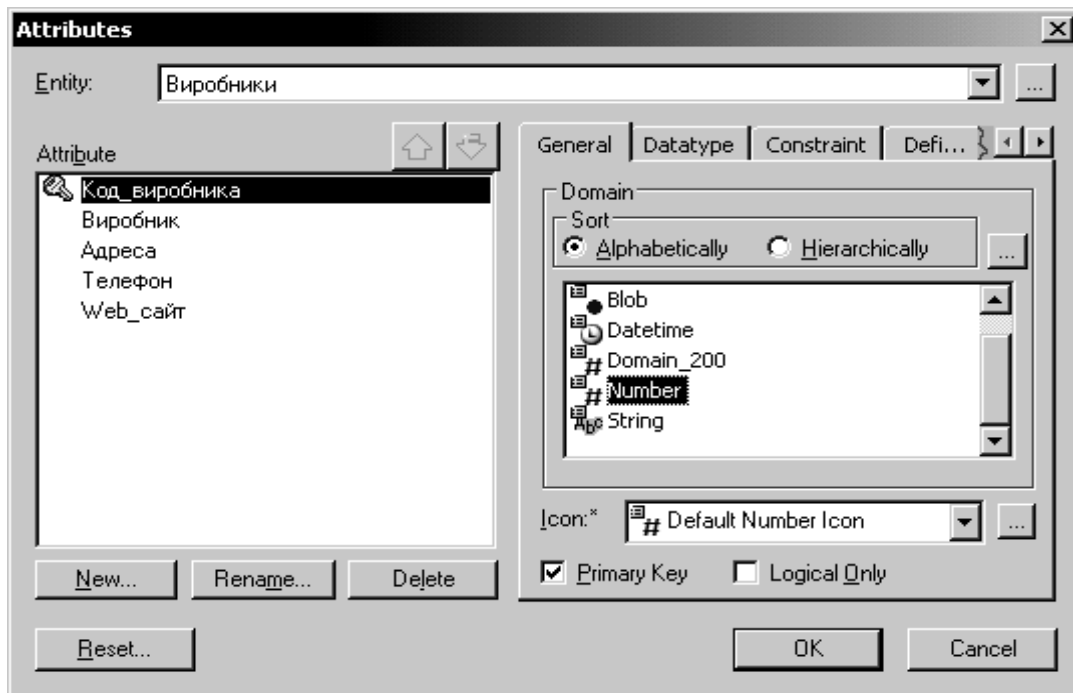 Attributes
Entity: Виробники ...
Attribute
Код_виробника
Виробник
Адреса
Телефон
Web_сайт
New... Rename... Delete
General Datatype Constraint Defi...
Domain
Sort
Alphabetically Hierarchically ...
Blob
Datetime
Domain_200
Number
String
Icon:* Default Number Icon ...
Primary Key Logical Only
Reset... OK Cancel